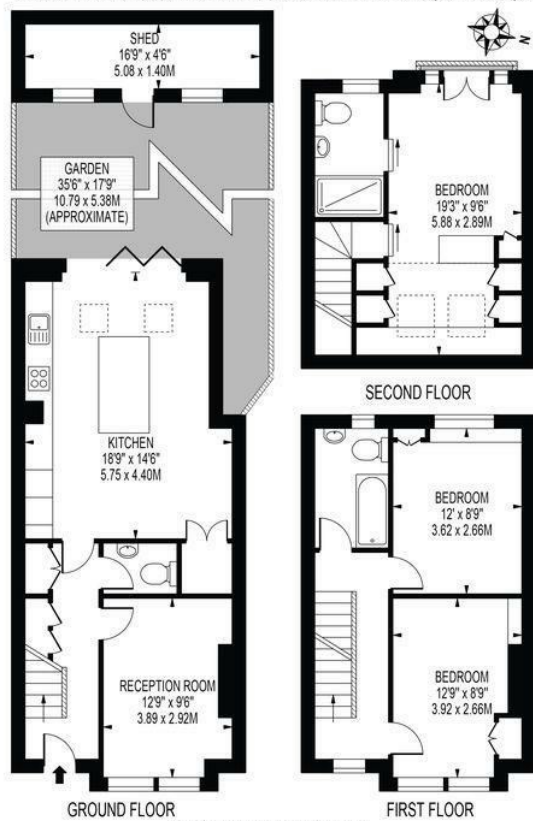 SHED
16'9" x 4'6"
5.08 x 1.40M
GARDEN
35'6" x 17'9"
10.79 x 5.38M
(APPROXIMATE)
KITCHEN
18'9" x 14'6"
5.75 x 4.40M
RECEPTION ROOM
12'9" x 9'6"
3.89 x 2.92M
GROUND FLOOR
N
BEDROOM
19'3" x 9'6"
5.88 x 2.89M
SECOND FLOOR
BEDROOM
12' x 8'9"
3.62 x 2.66M
BEDROOM
12'9" x 8'9"
3.92 x 2.66M
FIRST FLOOR